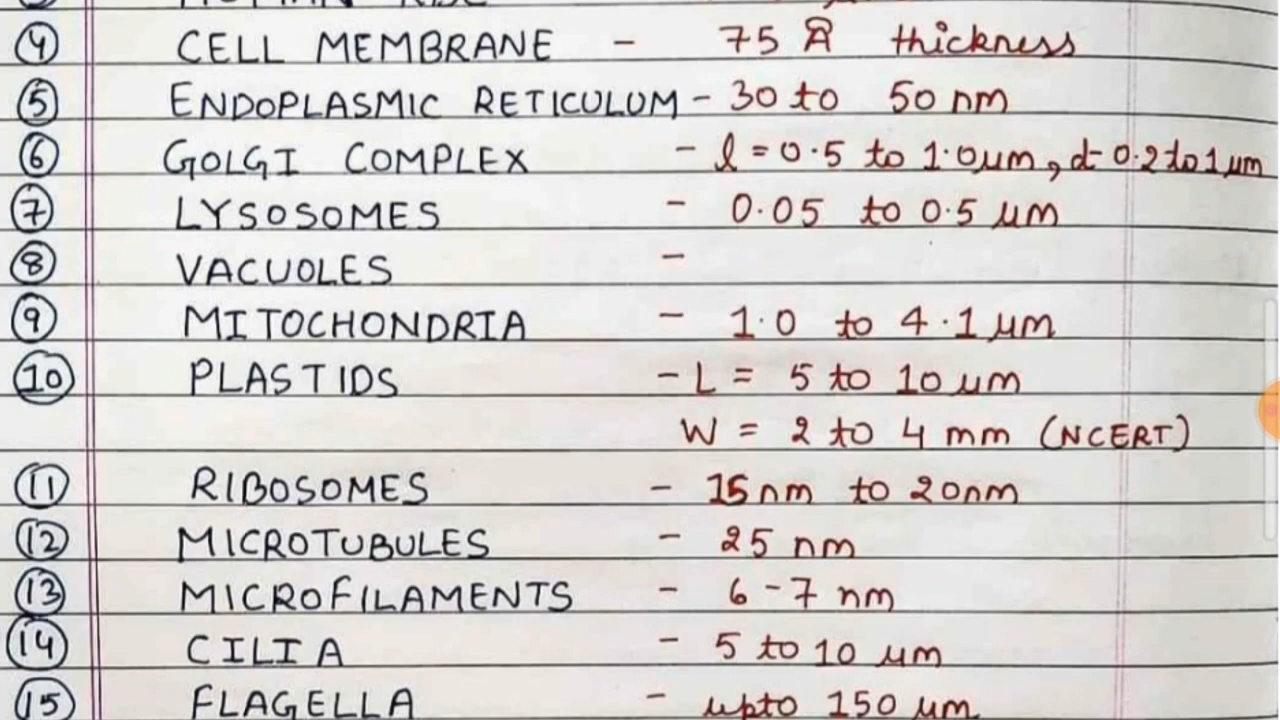 ④ CELL MEMBRANE - 75 Å thickness
⑤ ENDOPLASMIC RETICULUM - 30 to 50 nm
⑥ GOLGI COMPLEX - l = 0.5 to 1.0 μm, d- 0.2 to 1 μm
⑦ LYSOSOMES - 0.05 to 0.5 μm
⑧ VACUOLES -
⑨ MITOCHONDRIA - 1.0 to 4.1 μm
⑩ PLASTIDS - L = 5 to 10 μm
W = 2 to 4 mm (NCERT)
⑪ RIBOSOMES - 15 nm to 20 nm
⑫ MICROTUBULES - 25 nm
⑬ MICROFILAMENTS - 6-7 nm
⑭ CILIA - 5 to 10 μm
⑮ FLAGELLA - upto 150 μm